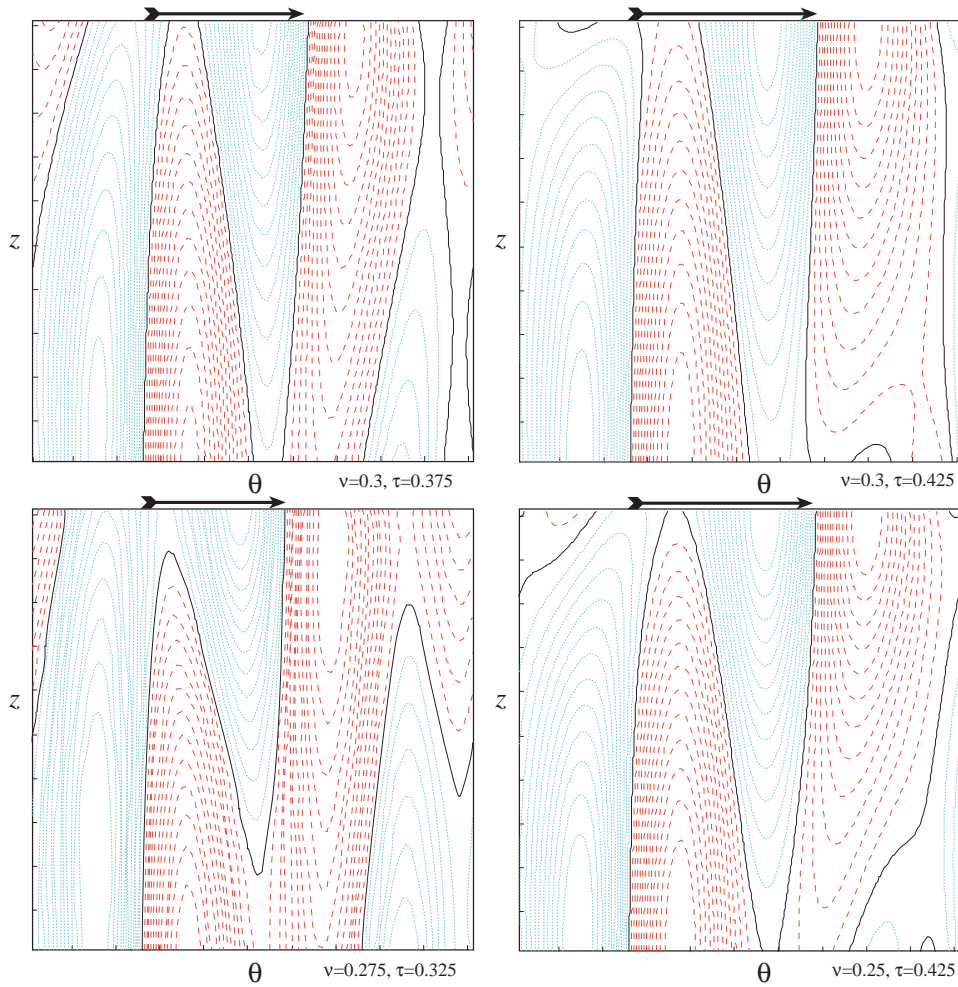 z
θ
ν=0.3, τ=0.375
z
θ
ν=0.3, τ=0.425
z
θ
ν=0.275, τ=0.325
z
θ
ν=0.25, τ=0.425